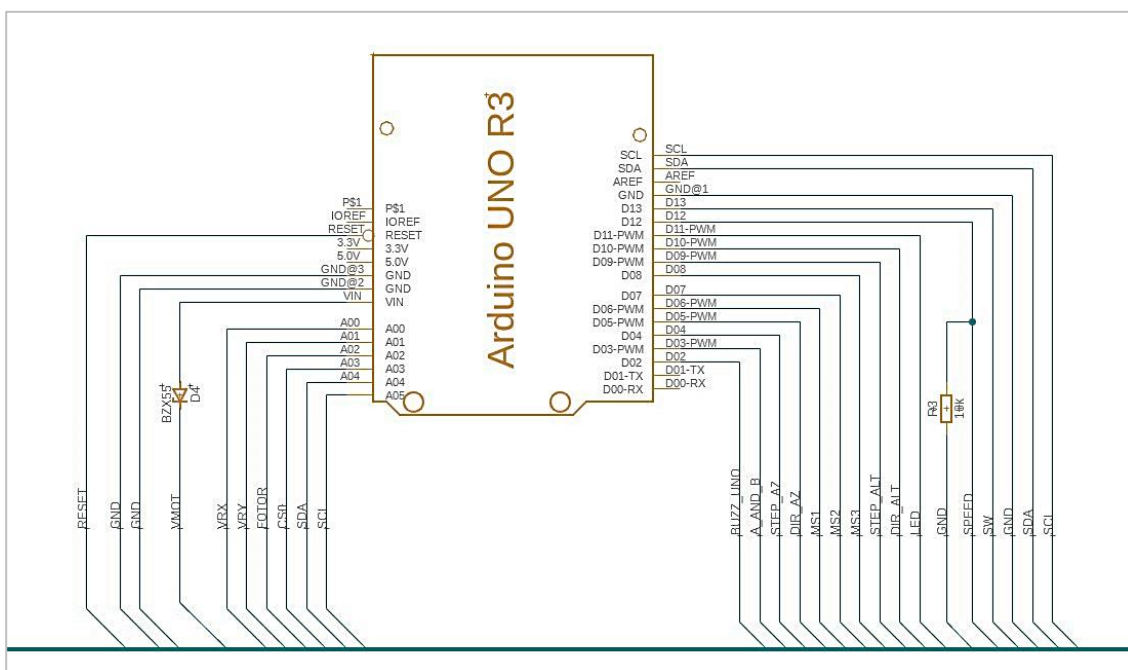 Arduino UNO R3
P$1
IOREF
RESET
3.3V
5.0V
GND@3
GND@2
VIN
A00
A01
A02
A03
A04
P$1
IOREF
RESET
3.3V
5.0V
GND
GND
VIN
A00
A01
A02
A03
A04
A05
SCL
SDA
AREF
GND
D13
D12
D11-PWM
D10-PWM
D09-PWM
D08
D07
D06-PWM
D05-PWM
D04
D03-PWM
D02
D01-TX
D00-RX
SCL
SDA
AREF
GND@1
D13
D12
D11-PWM
D10-PWM
D09-PWM
D08
D07
D06-PWM
D05-PWM
D04
D03-PWM
D02
D01-TX
D00-RX
BZX55
D4
R3
10k
RESET
GND
GND
VMOT
VRX
VRY
FOTOR
CS0
SDA
SCL
BUZZ_UNO
A_AND_B
STEP_AZ
DIR_AZ
MS1
MS2
MS3
STEP_ALT
DIR_ALT
LED
GND
SPEED
SW
GND
SDA
SCL